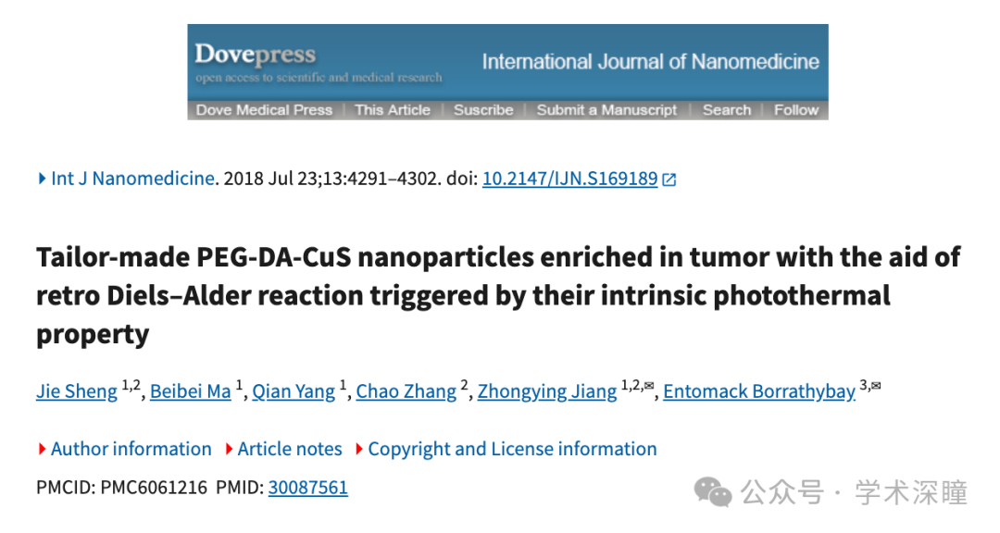 Dovepress
open access to scientific and medical research
International Journal of Nanomedicine
Dove Medical Press | This Article | Suscribe | Submit a Manuscript | Search | Follow
Int J Nanomedicine. 2018 Jul 23;13:4291–4302. doi: 10.2147/IJN.S169189
Tailor-made PEG-DA-CuS nanoparticles enriched in tumor with the aid of
retro Diels–Alder reaction triggered by their intrinsic photothermal
property
Jie Sheng 1,2, Beibei Ma 1, Qian Yang 1, Chao Zhang 2, Zhongying Jiang 1,2,✉, Entomack Borrathybay 3,✉
Author information Article notes Copyright and License information
PMCID: PMC6061216 PMID: 30087561
公众号 · 学术深瞳